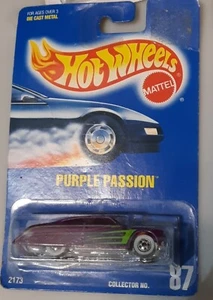 FOR AGES OVER 3
DIE CAST METAL
HOT WHEELS
MATTEL
PURPLE PASSION
2173
COLLECTOR NO.
87